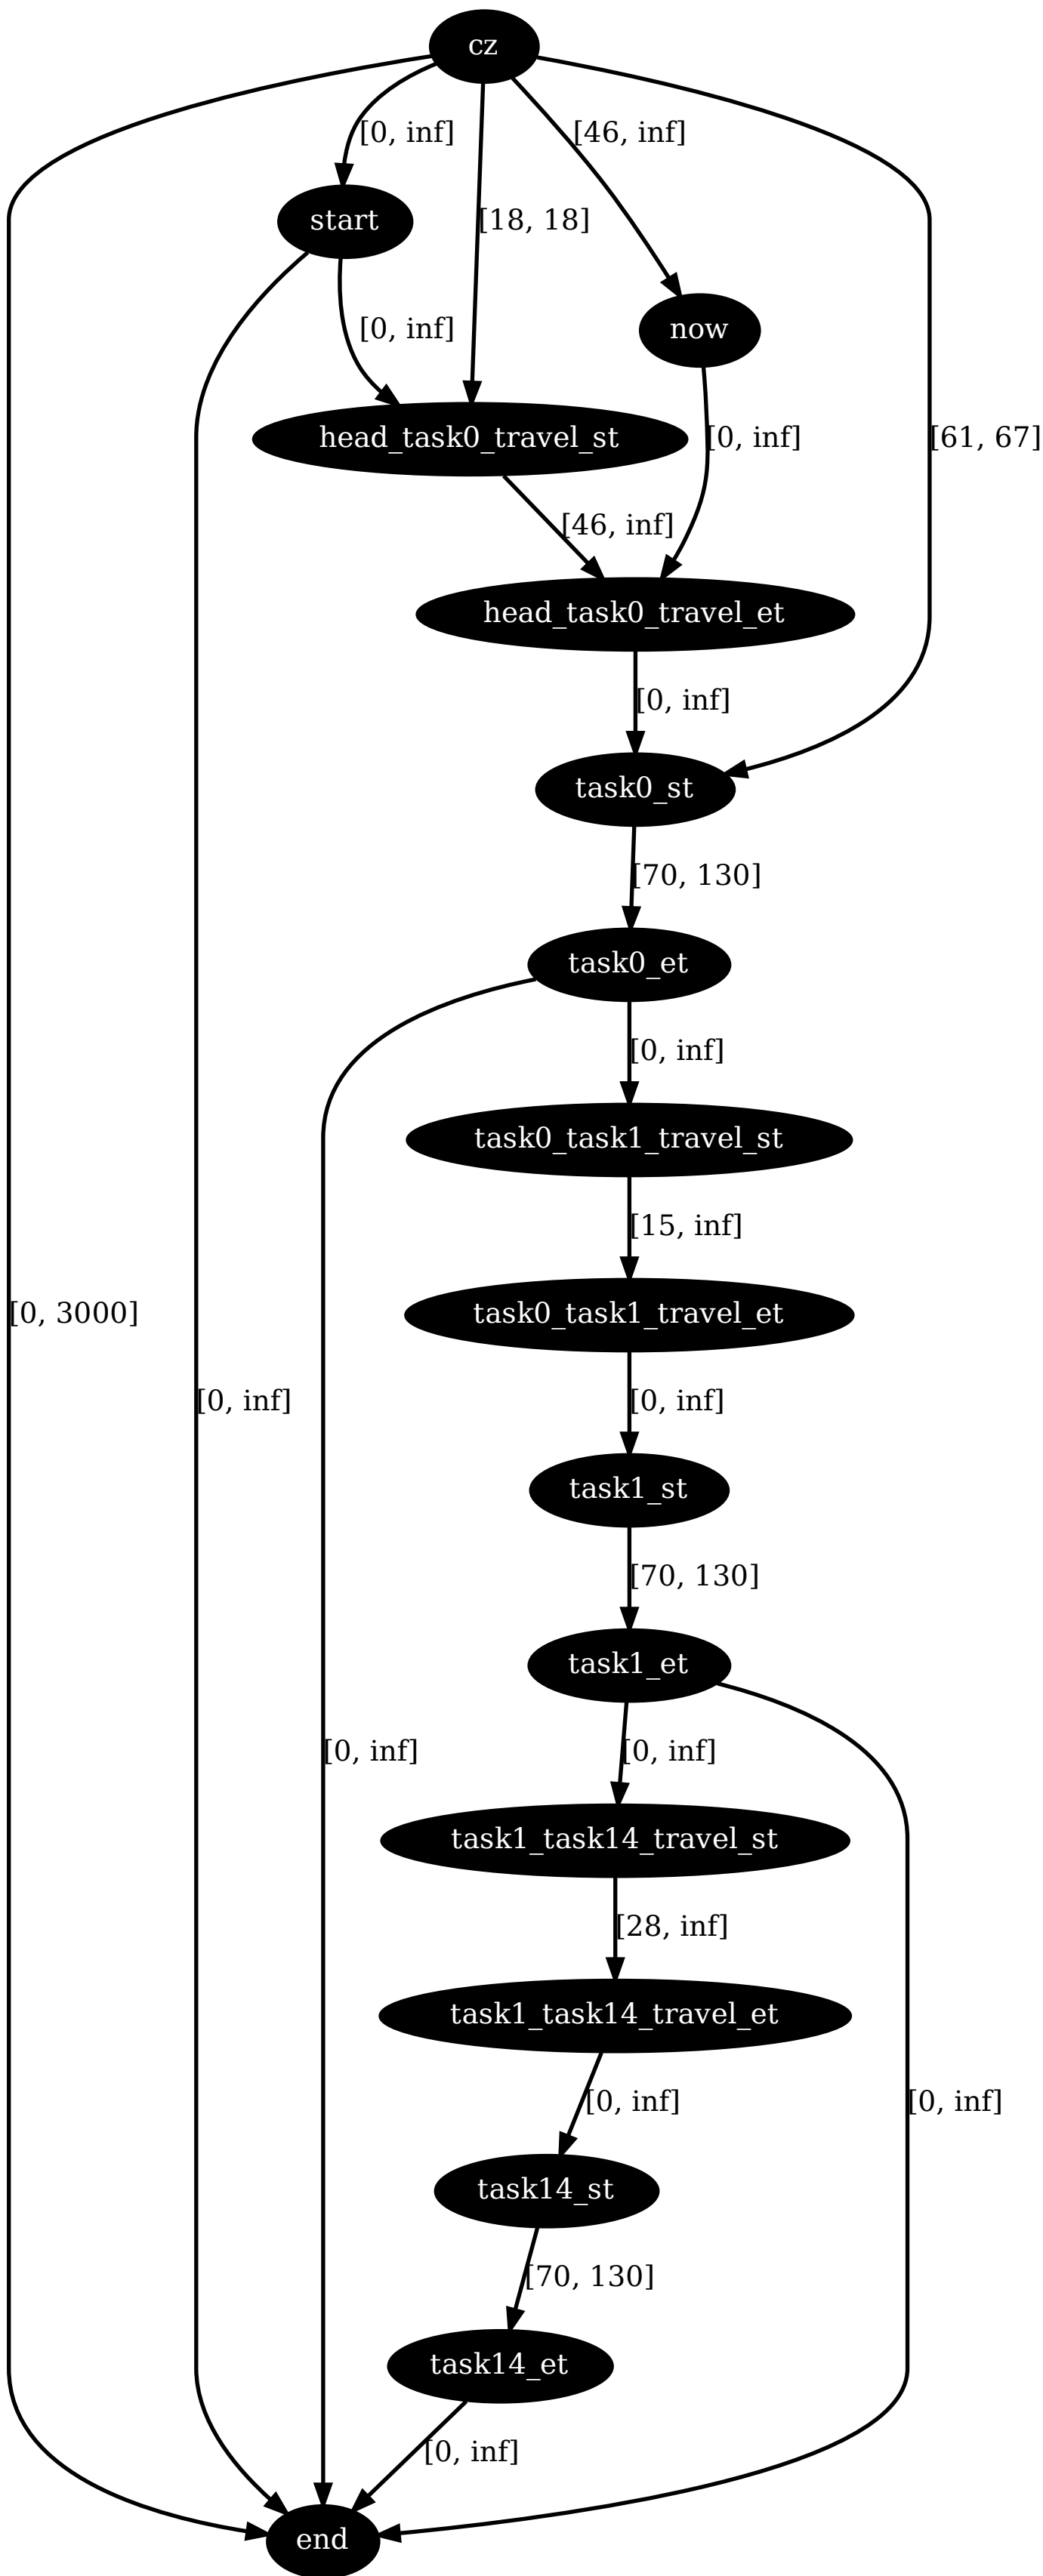 cz
[0, inf]
[46, inf]
start
[18, 18]
now
[0, inf]
head_task0_travel_st
[0, inf]
[61, 67]
[46, inf]
head_task0_travel_et
[0, inf]
task0_st
[70, 130]
task0_et
[0, inf]
task0_task1_travel_st
[15, inf]
task0_task1_travel_et
[0, 3000]
[0, inf]
[0, inf]
task1_st
[70, 130]
task1_et
[0, inf]
[0, inf]
task1_task14_travel_st
[28, inf]
task1_task14_travel_et
[0, inf]
[0, inf]
task14_st
[70, 130]
task14_et
[0, inf]
end